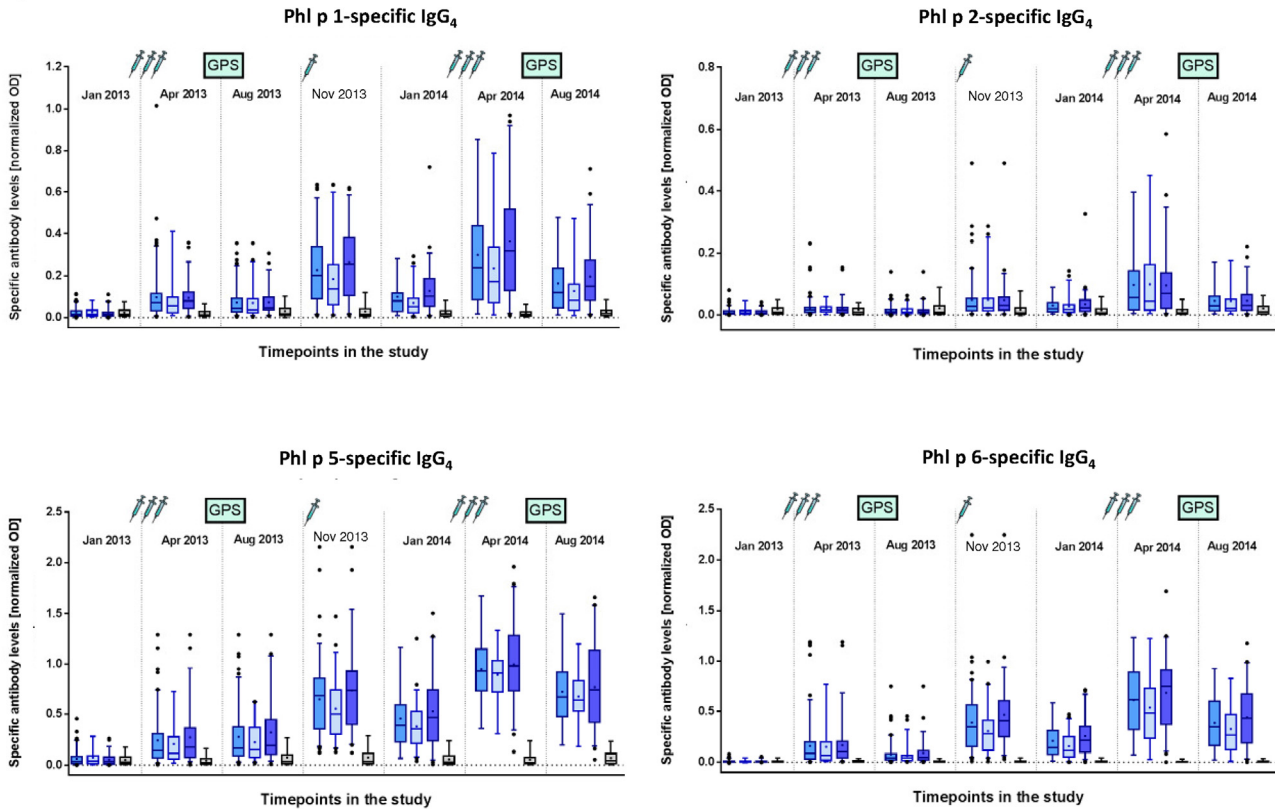 Phl p 1-specific IgG₄
Specific antibody levels [normalized OD]
1.2
1.0
0.8
0.6
0.4
0.2
0.0
GPS
GPS
Jan 2013
Apr 2013
Aug 2013
Nov 2013
Jan 2014
Apr 2014
Aug 2014
Timepoints in the study
Phl p 2-specific IgG₄
Specific antibody levels [normalized OD]
0.8
0.6
0.4
0.2
0.0
GPS
GPS
Jan 2013
Apr 2013
Aug 2013
Nov 2013
Jan 2014
Apr 2014
Aug 2014
Timepoints in the study
Phl p 5-specific IgG₄
Specific antibody levels [normalized OD]
2.5
2.0
1.5
1.0
0.5
0.0
GPS
GPS
Jan 2013
Apr 2013
Aug 2013
Nov 2013
Jan 2014
Apr 2014
Aug 2014
Timepoints in the study
Phl p 6-specific IgG₄
Specific antibody levels [normalized OD]
2.5
2.0
1.5
1.0
0.5
0.0
GPS
GPS
Jan 2013
Apr 2013
Aug 2013
Nov 2013
Jan 2014
Apr 2014
Aug 2014
Timepoints in the study